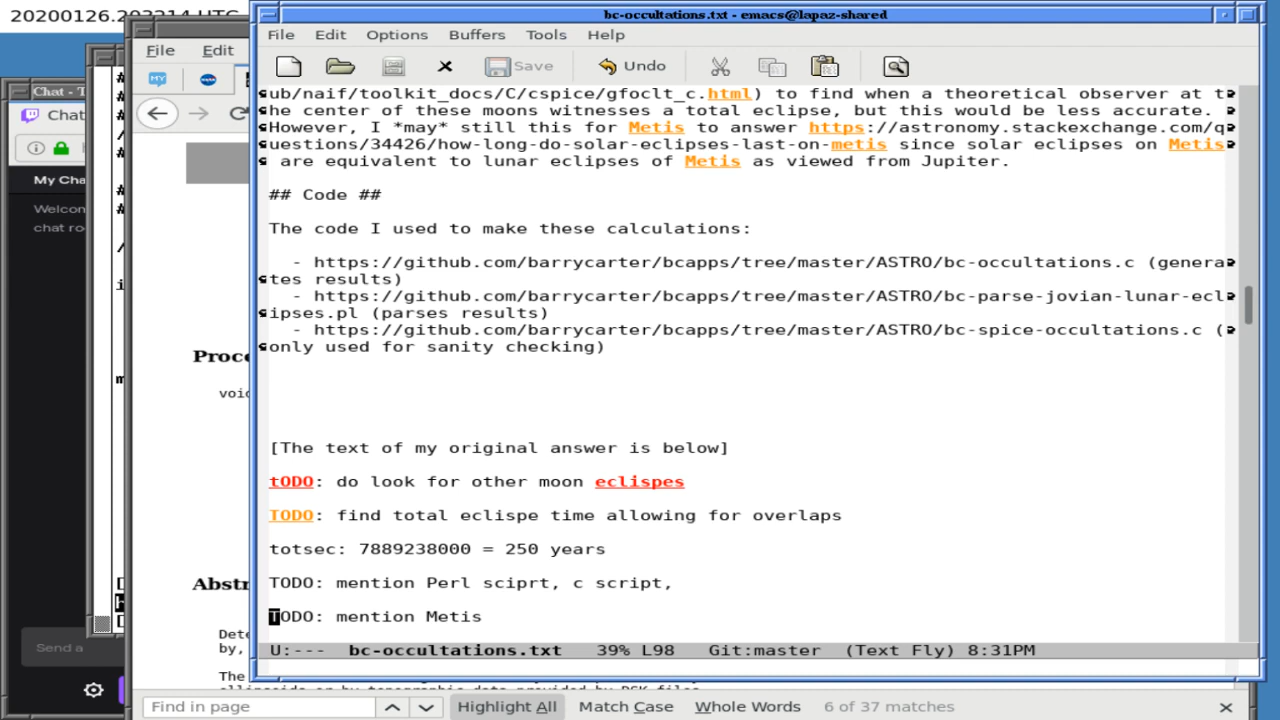 20200126.203214 UTC
bc-occultations.txt - emacs@lapaz-shared
File Edit Options Buffers Tools Help
Save Undo
ub/naif/toolkit_docs/C/cspice/gfoclt_c.html) to find when a theoretical observer at t
he center of these moons witnesses a total eclipse, but this would be less accurate.
However, I *may* still this for Metis to answer https://astronomy.stackexchange.com/q
uestions/34426/how-long-do-solar-eclipses-last-on-metis since solar eclipses on Metis
are equivalent to lunar eclipses of Metis as viewed from Jupiter.
## Code ##
The code I used to make these calculations:
- https://github.com/barrycarter/bcapps/tree/master/ASTRO/bc-occultations.c (genera
tes results)
- https://github.com/barrycarter/bcapps/tree/master/ASTRO/bc-parse-jovian-lunar-ecl
ipses.pl (parses results)
- https://github.com/barrycarter/bcapps/tree/master/ASTRO/bc-spice-occultations.c (
only used for sanity checking)
[The text of my original answer is below]
tODO: do look for other moon eclispes
TODO: find total eclispe time allowing for overlaps
totsec: 7889238000 = 250 years
TODO: mention Perl sciprt, c script,
TODO: mention Metis
U:--- bc-occultations.txt 39% L98 Git:master (Text Fly) 8:31PM
File Edit
MY
Chat - T
Chat
My Cha
Welcom
chat ro
Send a
Proce
voic
Abstr
Dete
by,
The
Find in page Highlight All Match Case Whole Words 6 of 37 matches